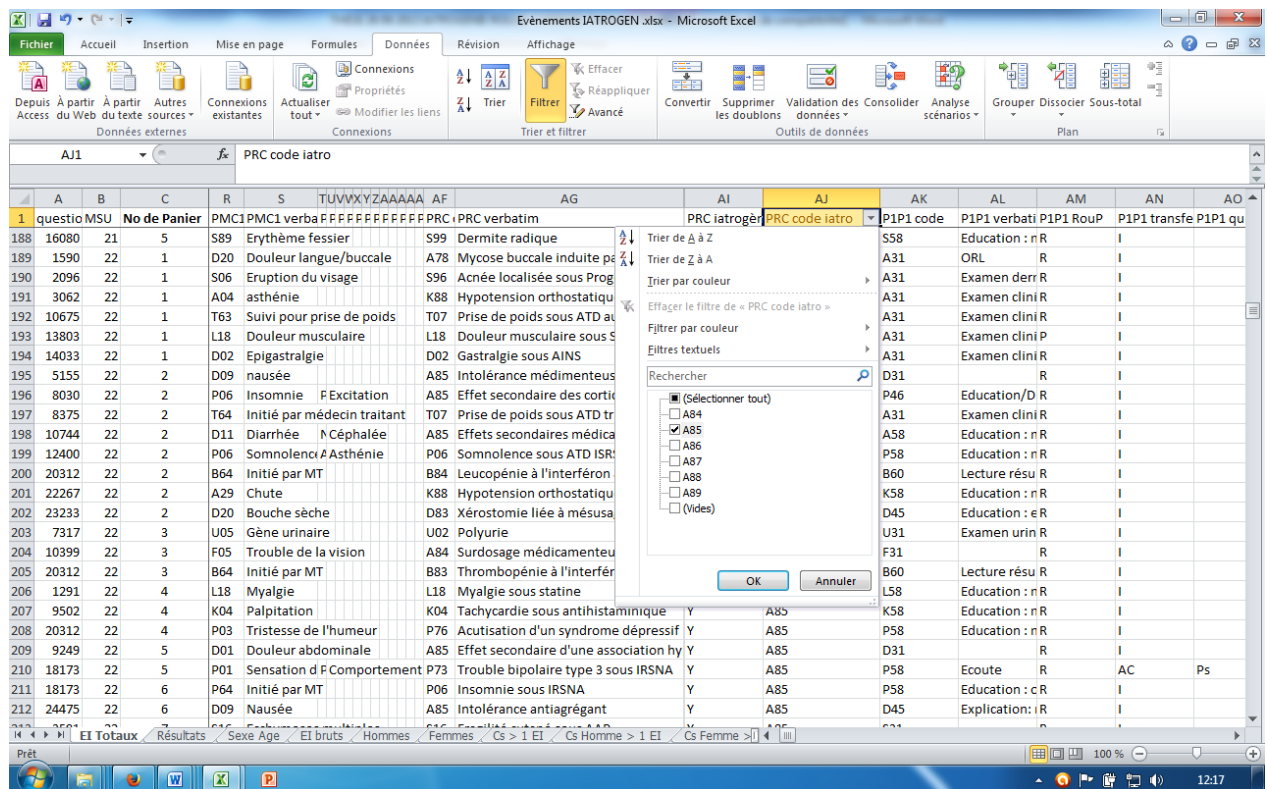 Evènements IATROGEN .xlsx - Microsoft Excel
Fichier Accueil Insertion Mise en page Formules Données Révision Affichage
Depuis Access
À partir du Web
À partir du texte
Autres sources
Données externes
Connexions existantes
Actualiser tout
Connexions
Propriétés
Modifier les liens
Connexions
Trier
Filtrer
Effacer
Réappliquer
Avancé
Trier et filtrer
Convertir
Supprimer les doublons
Validation des données
Consolider
Analyse scénarios
Outils de données
Grouper
Dissocier
Sous-total
Plan
AJ1 fx PRC code iatro
A B C R S T U V W X Y Z A A A A A AF AG AI AJ AK AL AM AN AO
1 questio MSU No de Panier PMC1 PMC1 verba PRC PRC verbatim PRC iatrogèr PRC code iatro P1P1 code P1P1 verbati P1P1 RouP P1P1 transfe P1P1 qu
188 16080 21 5 S89 Erythème fessier S99 Dermite radique S58 Education : n R I
189 1590 22 1 D20 Douleur langue/buccale A78 Mycose buccale induite pa A31 ORL R I
190 2096 22 1 S06 Eruption du visage S96 Acnée localisée sous Prog A31 Examen derr R I
191 3062 22 1 A04 asthénie K88 Hypotension orthostatiqu A31 Examen clini R I
192 10675 22 1 T63 Suivi pour prise de poids T07 Prise de poids sous ATD au A31 Examen clini R I
193 13803 22 1 L18 Douleur musculaire L18 Douleur musculaire sous S A31 Examen clini P I
194 14033 22 1 D02 Epigastralgie D02 Gastralgie sous AINS A31 Examen clini R I
195 5155 22 2 D09 nausée A85 Intolérance médimenteus D31 R I
196 8030 22 2 P06 Insomnie P Excitation A85 Effet secondaire des cortic P46 Education/D R I
197 8375 22 2 T64 Initié par médecin traitant T07 Prise de poids sous ATD tr A31 Examen clini R I
198 10744 22 2 D11 Diarrhée N Céphalée A85 Effets secondaires médica A58 Education : n R I
199 12400 22 2 P06 Somnolence A Asthénie P06 Somnolence sous ATD ISRS P58 Education : n R I
200 20312 22 2 B64 Initié par MT B84 Leucopénie à l'interféron B60 Lecture résu R I
201 22267 22 2 A29 Chute K88 Hypotension orthostatiqu K58 Education : n R I
202 23233 22 2 D20 Bouche sèche D83 Xérostomie liée à mésusa D45 Education : e R I
203 7317 22 3 U05 Gène urinaire U02 Polyurie U31 Examen urin R I
204 10399 22 3 F05 Trouble de la vision A84 Surdosage médicamenteu F31 R I
205 20312 22 3 B64 Initié par MT B83 Thrombopénie à l'interfér B60 Lecture résu R I
206 1291 22 4 L18 Myalgie L18 Myalgie sous statine L58 Education : n R I
207 9502 22 4 K04 Palpitation K04 Tachycardie sous antihistaminique Y A85 K58 Education : n R I
208 20312 22 4 P03 Tristesse de l'humeur P76 Acutisation d'un syndrome dépressif Y A85 P58 Education : n R I
209 9249 22 5 D01 Douleur abdominale A85 Effet secondaire d'une association hy Y A85 D31 R I
210 18173 22 5 P01 Sensation d P Comportement P73 Trouble bipolaire type 3 sous IRSNA Y A85 P58 Ecoute R AC Ps
211 18173 22 6 P64 Initié par MT P06 Insomnie sous IRSNA Y A85 P58 Education : c R I
212 24475 22 6 D09 Nausée A85 Intolérance antiagrégant Y A85 D45 Explication: i R I
Trier de A à Z
Trier de Z à A
Trier par couleur
Effacer le filtre de « PRC code iatro »
Filtrer par couleur
Filtres textuels
Rechercher
(Sélectionner tout)
A84
A85
A86
A87
A88
A89
(Vides)
OK Annuler
EI Totaux Résultats Sexe Age EI bruts Hommes Femmes Cs > 1 EI Cs Homme > 1 EI Cs Femme >
Prêt 100 %
12:17